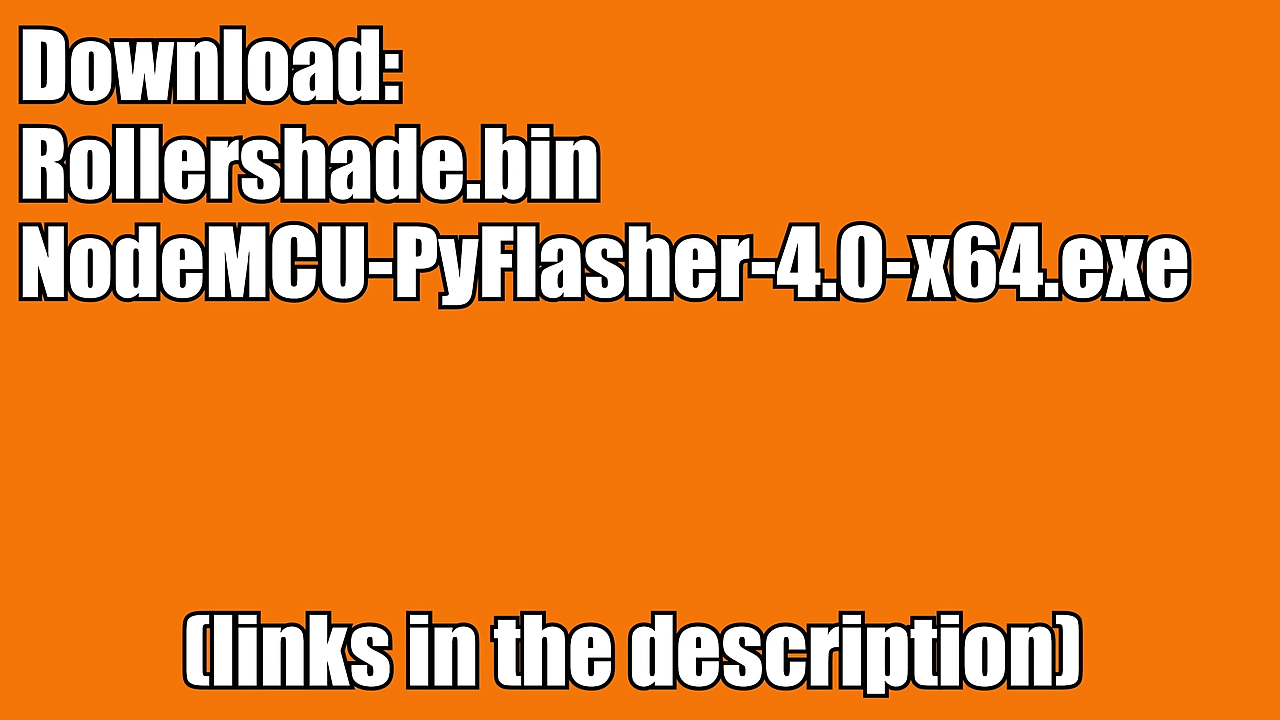 Download:
Rollershade.bin
NodeMCU-PyFlasher-4.0-x64.exe
(links in the description)